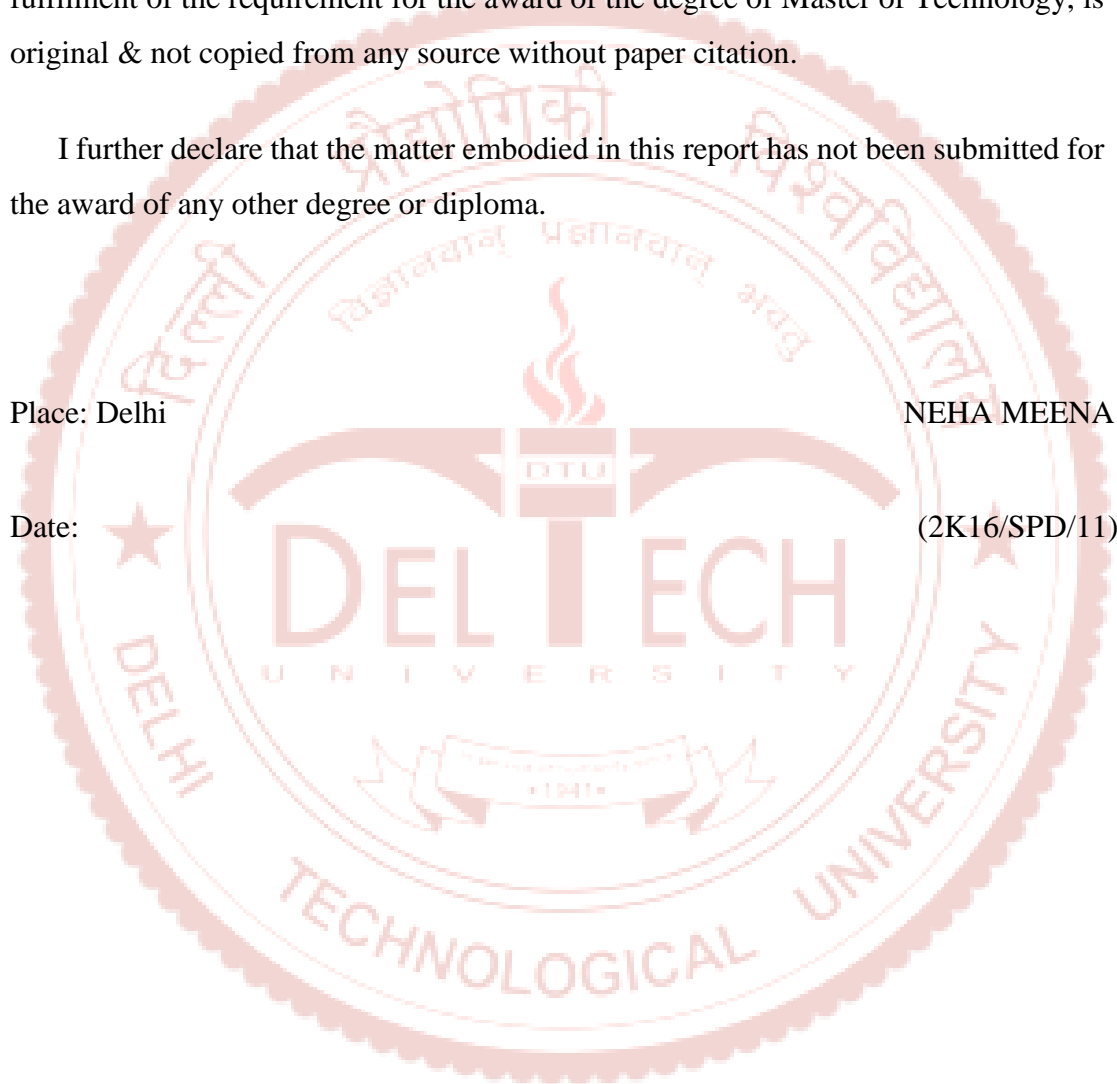 fulfilment of the requirement for the award of the degree of Master of Technology, is
original & not copied from any source without paper citation.
I further declare that the matter embodied in this report has not been submitted for
the award of any other degree or diploma.
Place: Delhi
NEHA MEENA
Date:
(2K16/SPD/11)
दिल्ली प्रौद्योगिकी विश्वविद्यालय
DTU
DELTECH
UNIVERSITY
•1941•
DELHI TECHNOLOGICAL UNIVERSITY